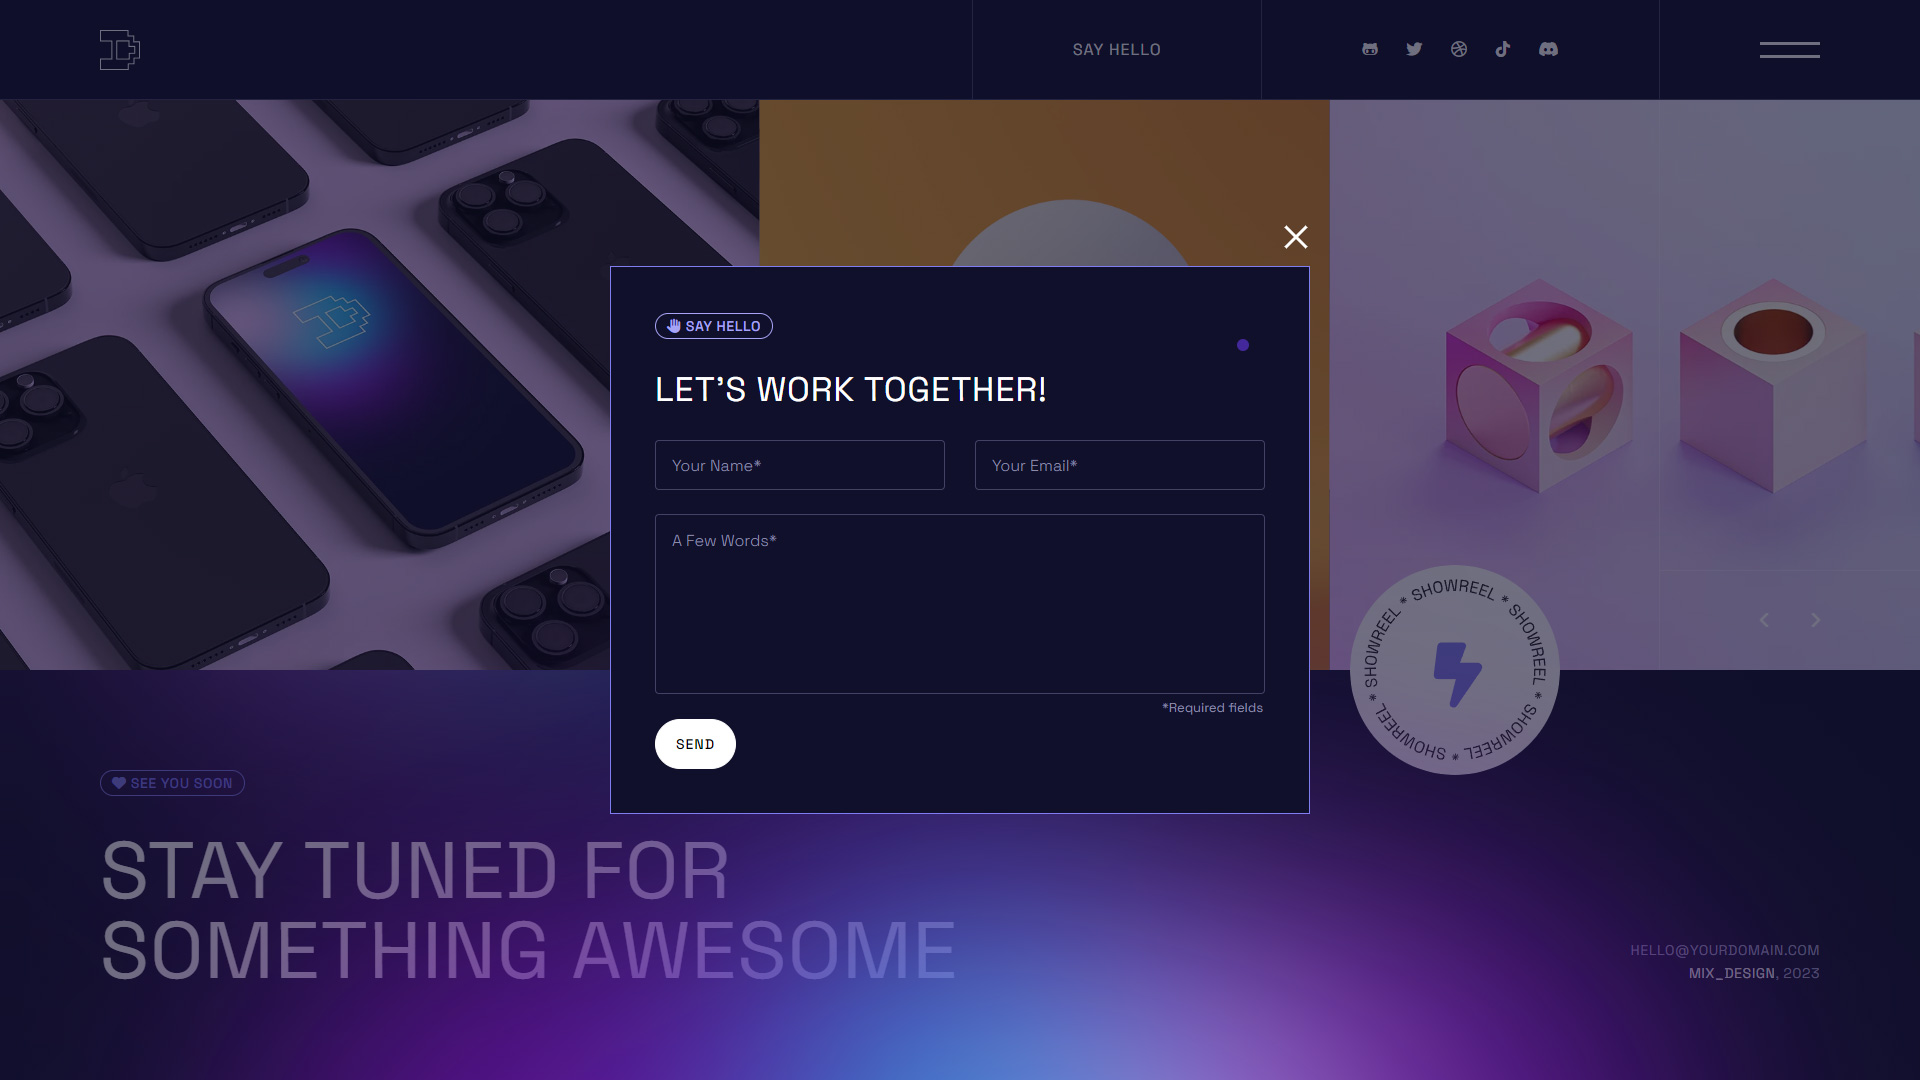 SAY HELLO
SAY HELLO
LET'S WORK TOGETHER!
Your Name*
Your Email*
A Few Words*
*Required fields
SEND
* SHOWREEL * SHOWREEL * SHOWREEL * SHOWREEL * SHOWREEL
SEE YOU SOON
STAY TUNED FOR
SOMETHING AWESOME
HELLO@YOURDOMAIN.COM
MIX_DESIGN, 2023